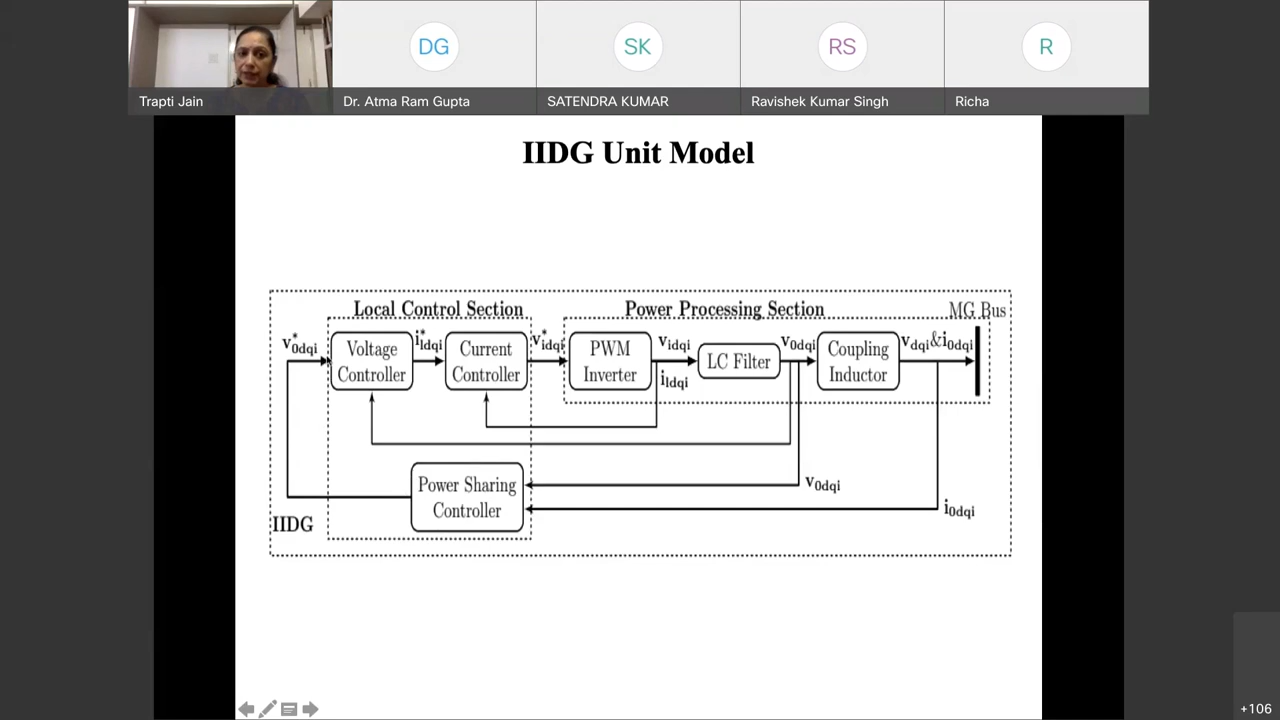 DG
SK
RS
R
Trapti Jain
Dr. Atma Ram Gupta
SATENDRA KUMAR
Ravishek Kumar Singh
Richa
IIDG Unit Model
Local Control Section
Power Processing Section
MG Bus
v*0dqi
Voltage
Controller
i*ldqi
Current
Controller
v*idqi
PWM
Inverter
vidqi
ildqi
LC Filter
v0dqi
Coupling
Inductor
vdqi&i0dqi
Power Sharing
Controller
v0dqi
i0dqi
IIDG
+106